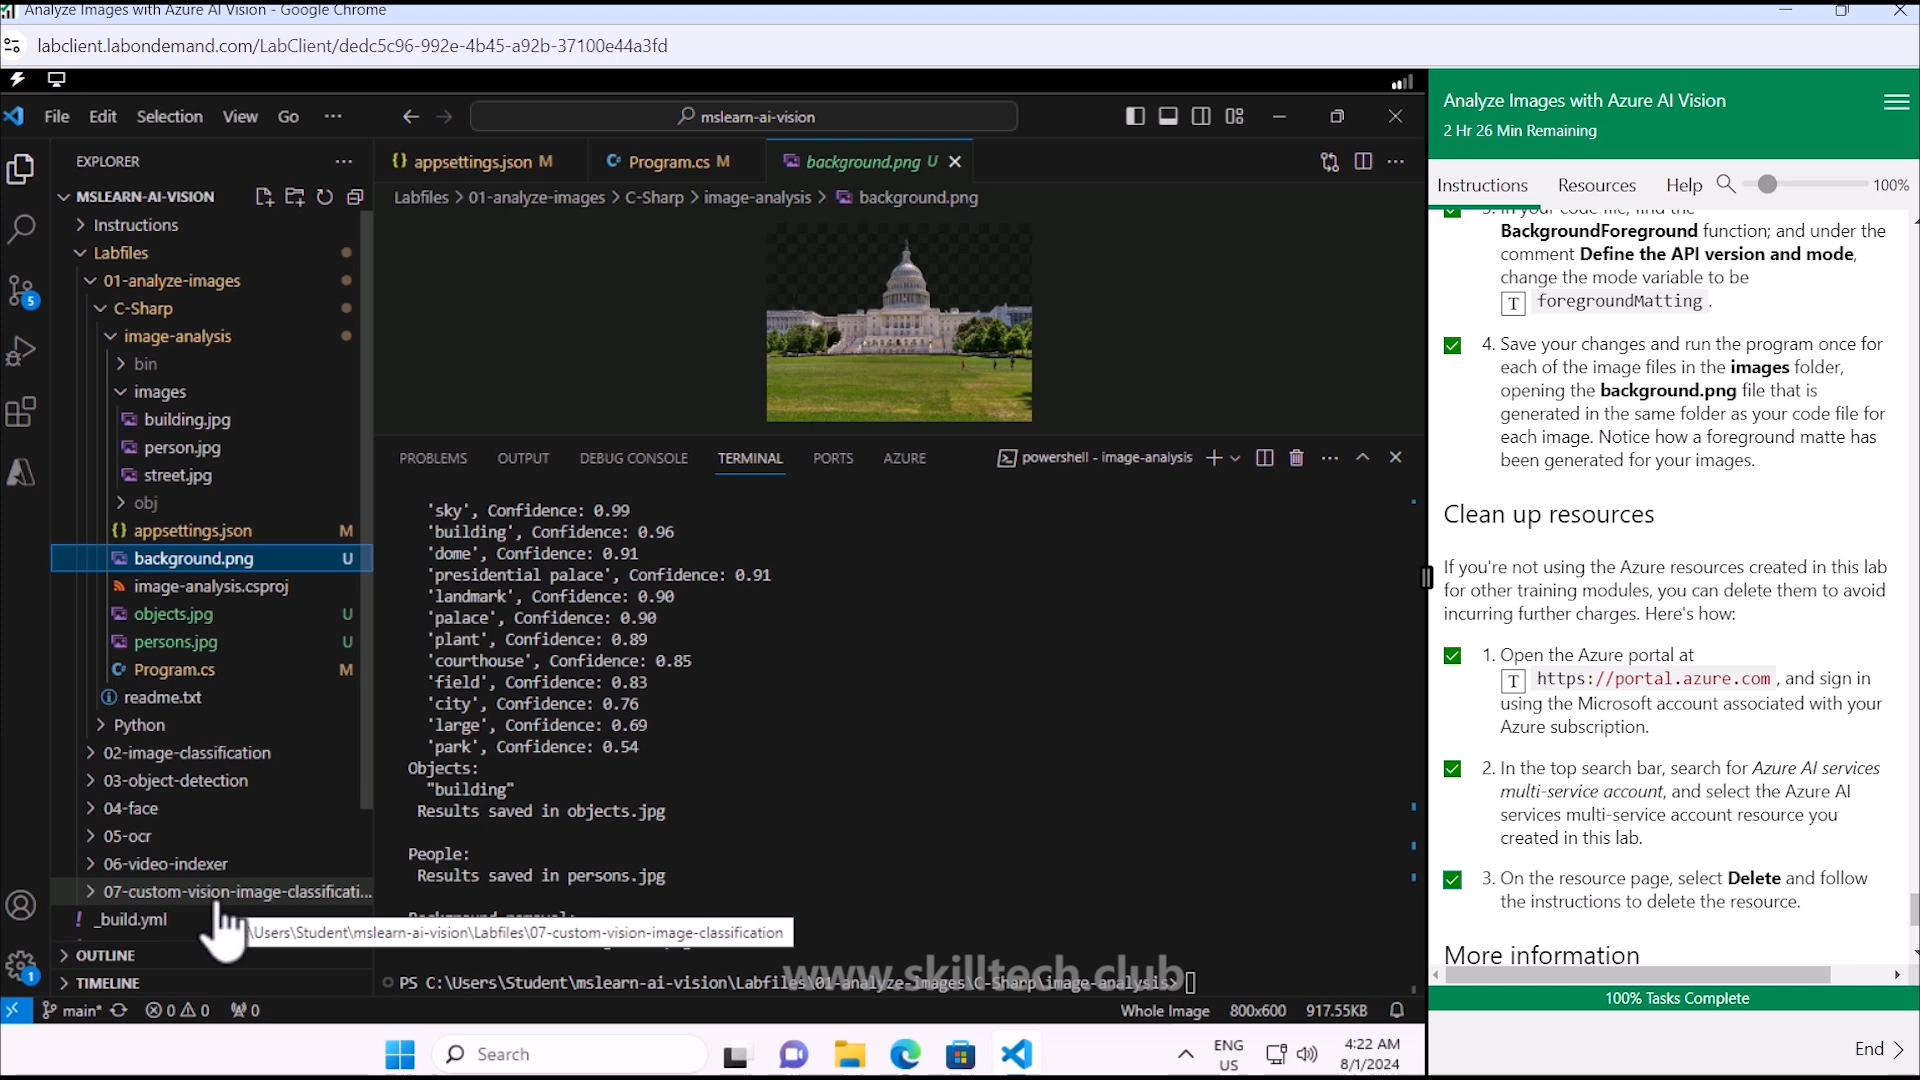 Analyze Images with Azure AI Vision - Google Chrome
labclient.labondemand.com/LabClient/dedc5c96-992e-4b45-a92b-37100e44a3fd
File Edit Selection View Go ···
mslearn-ai-vision
EXPLORER ···
MSLEARN-AI-VISION
Instructions
Labfiles
01-analyze-images
C-Sharp
image-analysis
bin
images
building.jpg
person.jpg
street.jpg
obj
appsettings.json M
background.png U
image-analysis.csproj
objects.jpg U
persons.jpg U
Program.cs M
readme.txt
Python
02-image-classification
03-object-detection
04-face
05-ocr
06-video-indexer
07-custom-vision-image-classificati...
_build.yml
OUTLINE
TIMELINE
5
1
appsettings.json M Program.cs M background.png U
Labfiles > 01-analyze-images > C-Sharp > image-analysis > background.png
PROBLEMS OUTPUT DEBUG CONSOLE TERMINAL PORTS AZURE
powershell - image-analysis
'sky', Confidence: 0.99
'building', Confidence: 0.96
'dome', Confidence: 0.91
'presidential palace', Confidence: 0.91
'landmark', Confidence: 0.90
'palace', Confidence: 0.90
'plant', Confidence: 0.89
'courthouse', Confidence: 0.85
'field', Confidence: 0.83
'city', Confidence: 0.76
'large', Confidence: 0.69
'park', Confidence: 0.54
Objects:
"building"
Results saved in objects.jpg
People:
Results saved in persons.jpg
\Users\Student\mslearn-ai-vision\Labfiles\07-custom-vision-image-classification
www.skilltech.club
PS C:\Users\Student\mslearn-ai-vision\Labfiles\01-analyze-images\C-Sharp\image-analysis>
main* 0 0 0
Whole Image 800x600 917.55KB
Search
ENG
US
4:22 AM
8/1/2024
Analyze Images with Azure AI Vision
2 Hr 26 Min Remaining
Instructions Resources Help 100%
3. In your code file, find the
BackgroundForeground function; and under the
comment Define the API version and mode,
change the mode variable to be
T foregroundMatting .
4. Save your changes and run the program once for
each of the image files in the images folder,
opening the background.png file that is
generated in the same folder as your code file for
each image. Notice how a foreground matte has
been generated for your images.
Clean up resources
If you're not using the Azure resources created in this lab
for other training modules, you can delete them to avoid
incurring further charges. Here's how:
1. Open the Azure portal at
T https://portal.azure.com , and sign in
using the Microsoft account associated with your
Azure subscription.
2. In the top search bar, search for Azure AI services
multi-service account, and select the Azure AI
services multi-service account resource you
created in this lab.
3. On the resource page, select Delete and follow
the instructions to delete the resource.
More information
100% Tasks Complete
End >